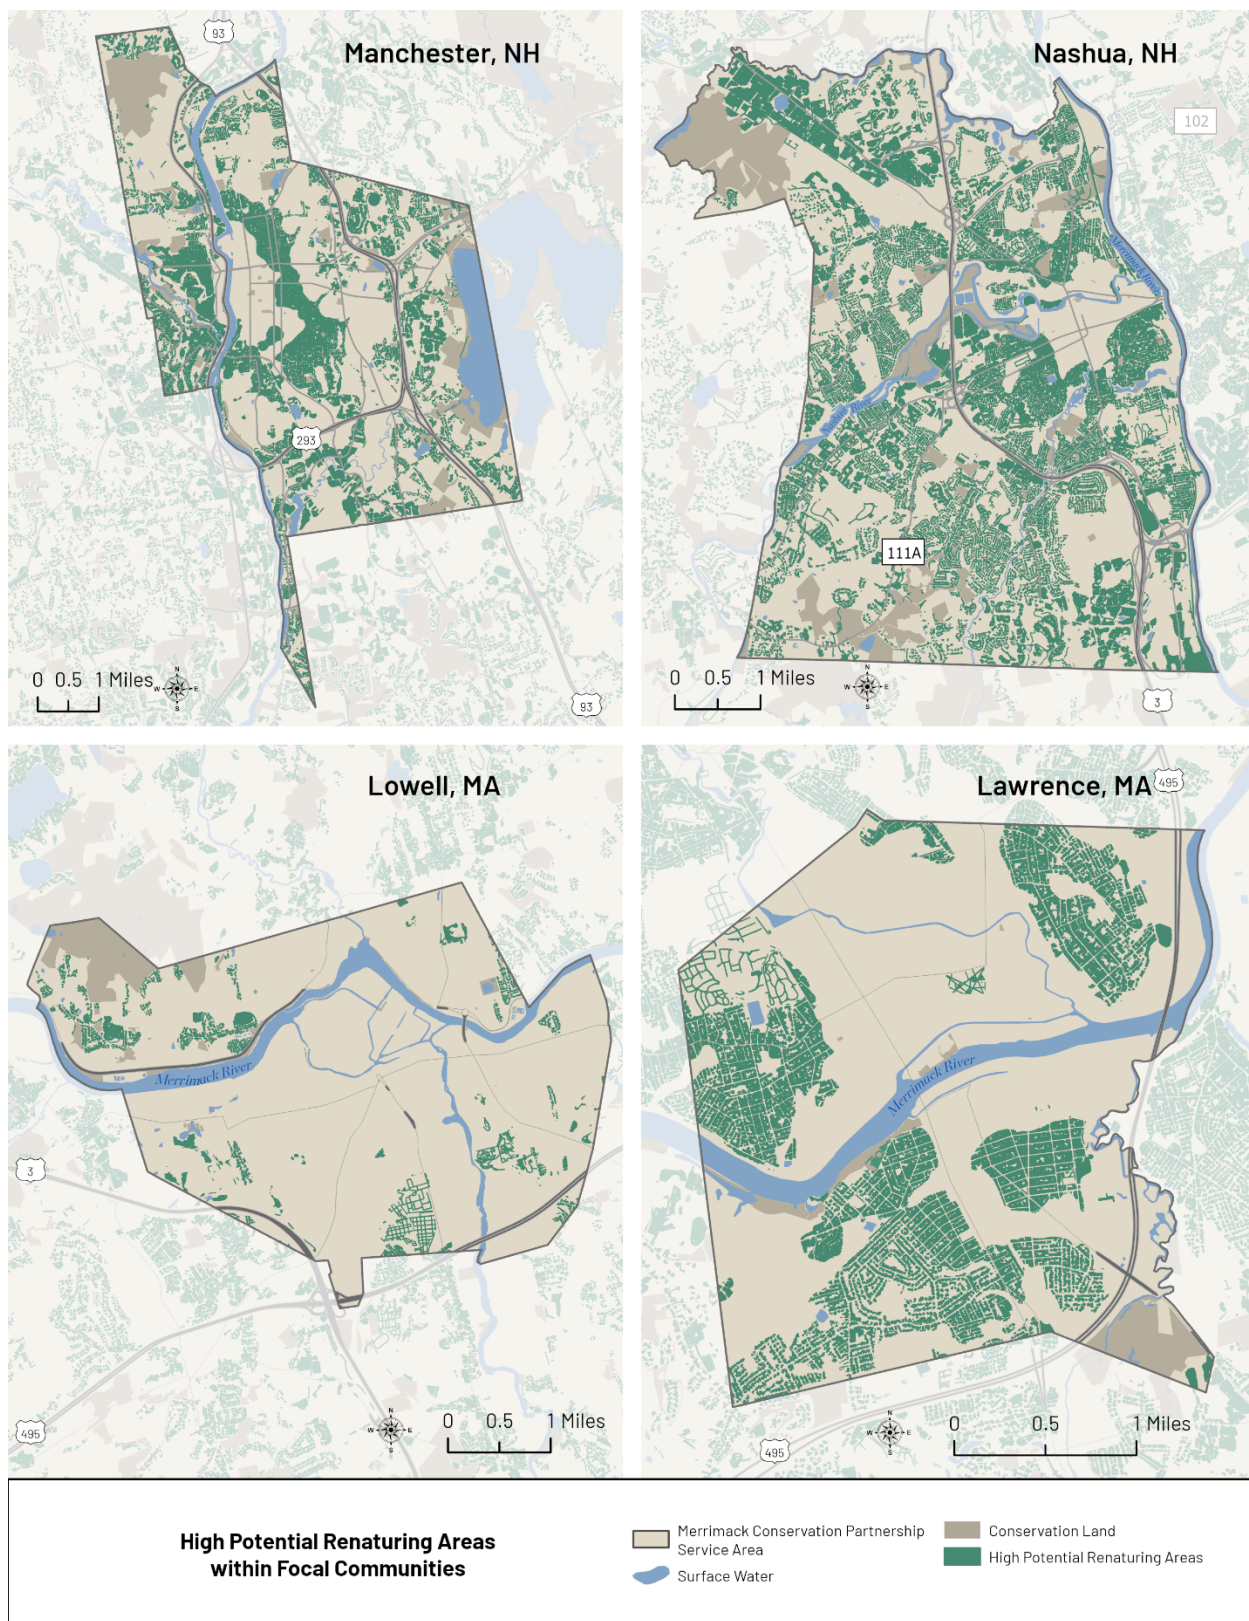 Manchester, NH
93
293
93
0 0.5 1 Miles
N
W E
S
Nashua, NH
102
Merrimack River
Nashua River
111A
3
0 0.5 1 Miles
N
W E
S
Lowell, MA
Merrimack River
3
495
0 0.5 1 Miles
N
W E
S
Lawrence, MA
495
Merrimack River
495
0 0.5 1 Miles
N
W E
S
High Potential Renaturing Areas
within Focal Communities
Merrimack Conservation Partnership
Service Area
Surface Water
Conservation Land
High Potential Renaturing Areas